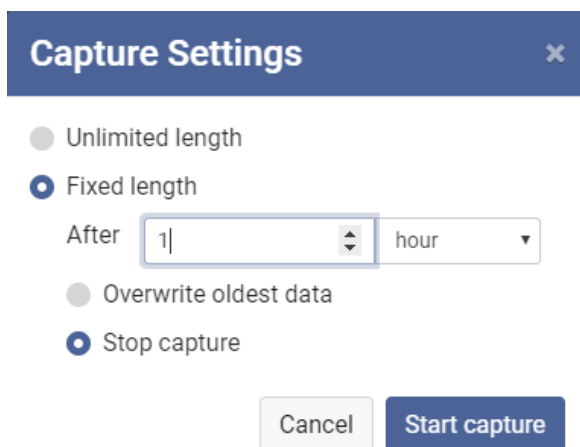 Capture Settings ×
Unlimited length
Fixed length
After 1 hour
Overwrite oldest data
Stop capture
Cancel Start capture